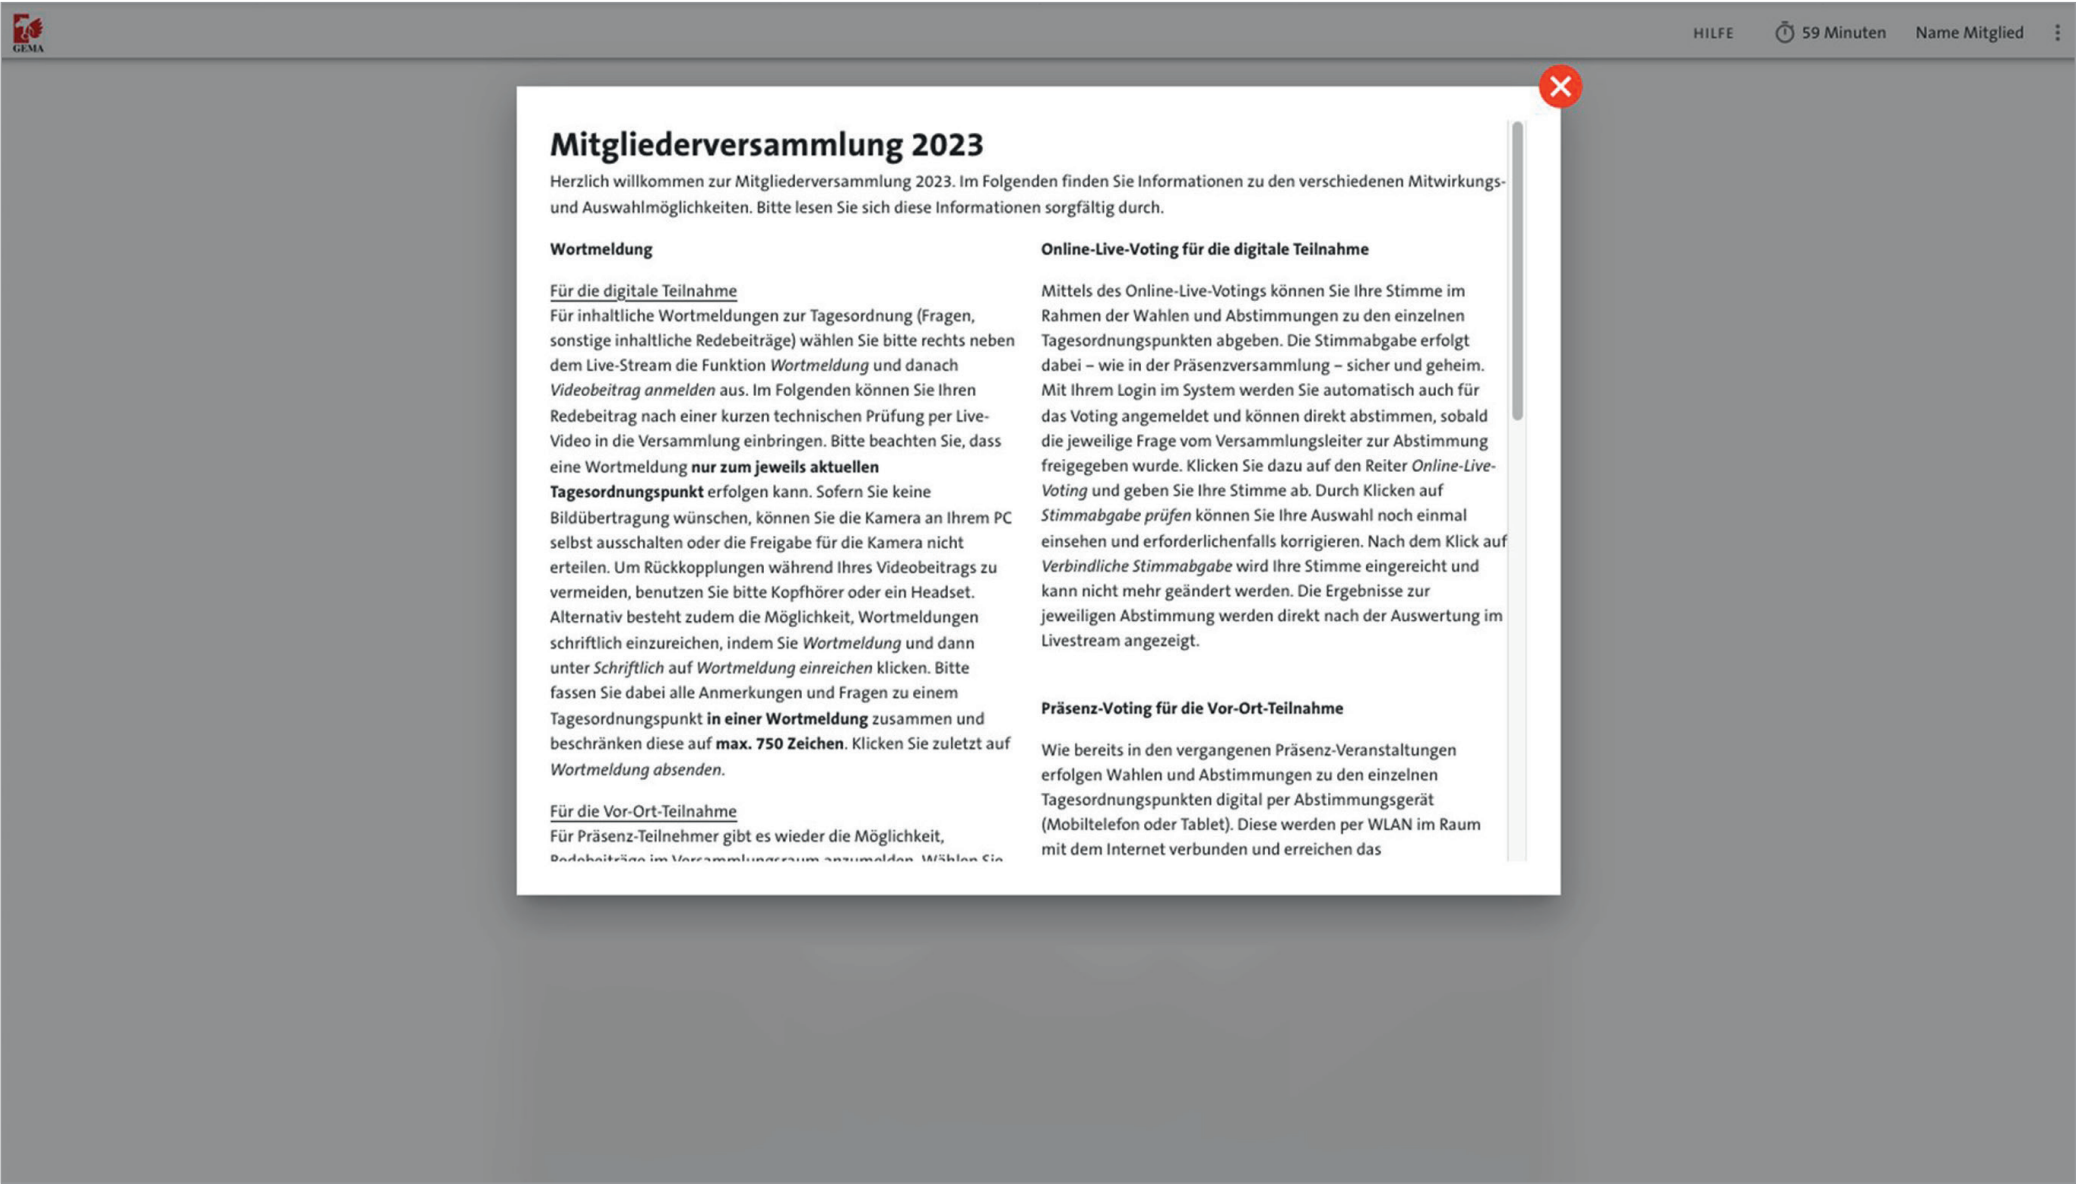 GEMA
HILFE
59 Minuten
Name Mitglied
Mitgliederversammlung 2023
Herzlich willkommen zur Mitgliederversammlung 2023. Im Folgenden finden Sie Informationen zu den verschiedenen Mitwirkungs-
und Auswahlmöglichkeiten. Bitte lesen Sie sich diese Informationen sorgfältig durch.
Wortmeldung
Für die digitale Teilnahme
Für inhaltliche Wortmeldungen zur Tagesordnung (Fragen,
sonstige inhaltliche Redebeiträge) wählen Sie bitte rechts neben
dem Live-Stream die Funktion Wortmeldung und danach
Videobeitrag anmelden aus. Im Folgenden können Sie Ihren
Redebeitrag nach einer kurzen technischen Prüfung per Live-
Video in die Versammlung einbringen. Bitte beachten Sie, dass
eine Wortmeldung nur zum jeweils aktuellen
Tagesordnungspunkt erfolgen kann. Sofern Sie keine
Bildübertragung wünschen, können Sie die Kamera an Ihrem PC
selbst ausschalten oder die Freigabe für die Kamera nicht
erteilen. Um Rückkopplungen während Ihres Videobeitrags zu
vermeiden, benutzen Sie bitte Kopfhörer oder ein Headset.
Alternativ besteht zudem die Möglichkeit, Wortmeldungen
schriftlich einzureichen, indem Sie Wortmeldung und dann
unter Schriftlich auf Wortmeldung einreichen klicken. Bitte
fassen Sie dabei alle Anmerkungen und Fragen zu einem
Tagesordnungspunkt in einer Wortmeldung zusammen und
beschränken diese auf max. 750 Zeichen. Klicken Sie zuletzt auf
Wortmeldung absenden.
Für die Vor-Ort-Teilnahme
Für Präsenz-Teilnehmer gibt es wieder die Möglichkeit,
Redebeiträge im Versammlungsraum anzumelden. Wählen Sie
Online-Live-Voting für die digitale Teilnahme
Mittels des Online-Live-Votings können Sie Ihre Stimme im
Rahmen der Wahlen und Abstimmungen zu den einzelnen
Tagesordnungspunkten abgeben. Die Stimmabgabe erfolgt
dabei – wie in der Präsenzversammlung – sicher und geheim.
Mit Ihrem Login im System werden Sie automatisch auch für
das Voting angemeldet und können direkt abstimmen, sobald
die jeweilige Frage vom Versammlungsleiter zur Abstimmung
freigegeben wurde. Klicken Sie dazu auf den Reiter Online-Live-
Voting und geben Sie Ihre Stimme ab. Durch Klicken auf
Stimmabgabe prüfen können Sie Ihre Auswahl noch einmal
einsehen und erforderlichenfalls korrigieren. Nach dem Klick auf
Verbindliche Stimmabgabe wird Ihre Stimme eingereicht und
kann nicht mehr geändert werden. Die Ergebnisse zur
jeweiligen Abstimmung werden direkt nach der Auswertung im
Livestream angezeigt.
Präsenz-Voting für die Vor-Ort-Teilnahme
Wie bereits in den vergangenen Präsenz-Veranstaltungen
erfolgen Wahlen und Abstimmungen zu den einzelnen
Tagesordnungspunkten digital per Abstimmungsgerät
(Mobiltelefon oder Tablet). Diese werden per WLAN im Raum
mit dem Internet verbunden und erreichen das